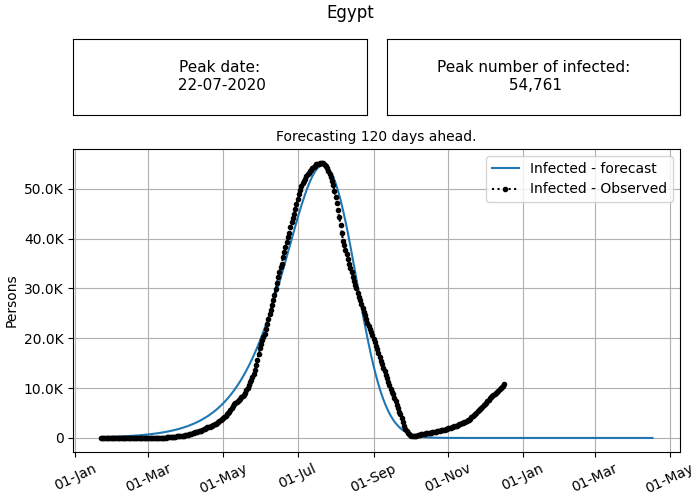 Egypt
Peak date:
22-07-2020
Peak number of infected:
54,761
Forecasting 120 days ahead.
Infected - forecast
Infected - Observed
Persons
50.0K
40.0K
30.0K
20.0K
10.0K
0
01-Jan
01-Mar
01-May
01-Jul
01-Sep
01-Nov
01-Jan
01-Mar
01-May